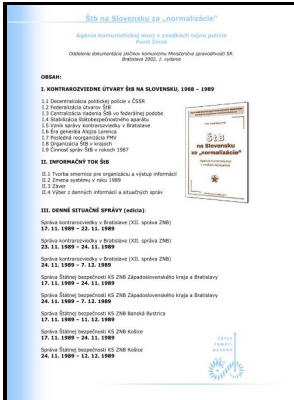 Štb na Slovensku za „normalizácie"
Agónia komunistickej moci v zvodkách tajnej polície
Pavel Žáček
Oddelenie dokumentácie zločinov komunizmu Ministerstva spravodlivosti SR
Bratislava 2002, 1. vydanie
OBSAH:
I. KONTRAROZVIEDNE ÚTVARY ŠtB NA SLOVENSKU, 1968 – 1989
I.1 Decentralizácia politickej polície v ČSSR
I.2 Federalizácia útvarov ŠtB
I.3 Centralizácia riadenia ŠtB vo federálnej podobe
I.4 Stabilizácia štátobezpečnostného aparátu
I.5 Vznik správy kontrarozviedky v Bratislave
I.6 Éra generála Alojza Lorenca
I.7 Posledná reorganizácia FMV
I.8 Organizácia ŠtB v krajoch
I.9 Činnosť správ ŠtB v rokoch 1987
II. INFORMAČNÝ TOK ŠtB
II.1 Tvorba smerníc pre organizáciu a výstup informácií
II.2 Zmena systému v roku 1989
II.3 Záver
II.4 Výber z denných informácií a situačných správ
III. DENNÉ SITUAČNÉ SPRÁVY (edícia):
Správa kontrarozviedky v Bratislave (XII. správa ZNB)
17. 11. 1989 – 22. 11. 1989
Správa kontrarozviedky v Bratislave (XII. správa ZNB)
23. 11. 1989 – 24. 11. 1989
Správa kontrarozviedky v Bratislave (XII. správa ZNB)
24. 11. 1989 – 7. 12. 1989
Správa Štátnej bezpečnosti KS ZNB Západoslovenského kraja a Bratislavy
17. 11. 1989 – 24. 11. 1989
Správa Štátnej bezpečnosti KS ZNB Západoslovenského kraja a Bratislavy
24. 11. 1989 – 7. 12. 1989
Správa Štátnej bezpečnosti KS ZNB Banská Bystrica
17. 11. 1989 – 11. 12. 1989
Správa Štátnej bezpečnosti KS ZNB Košice
17. 11. 1989 – 24. 11. 1989
Správa Štátnej bezpečnosti KS ZNB Košice
24. 11. 1989 – 12. 12. 1989
ŠtB
na Slovensku
za „normalizácie"
ÚSTAV
PAMÄTI
NÁRODA